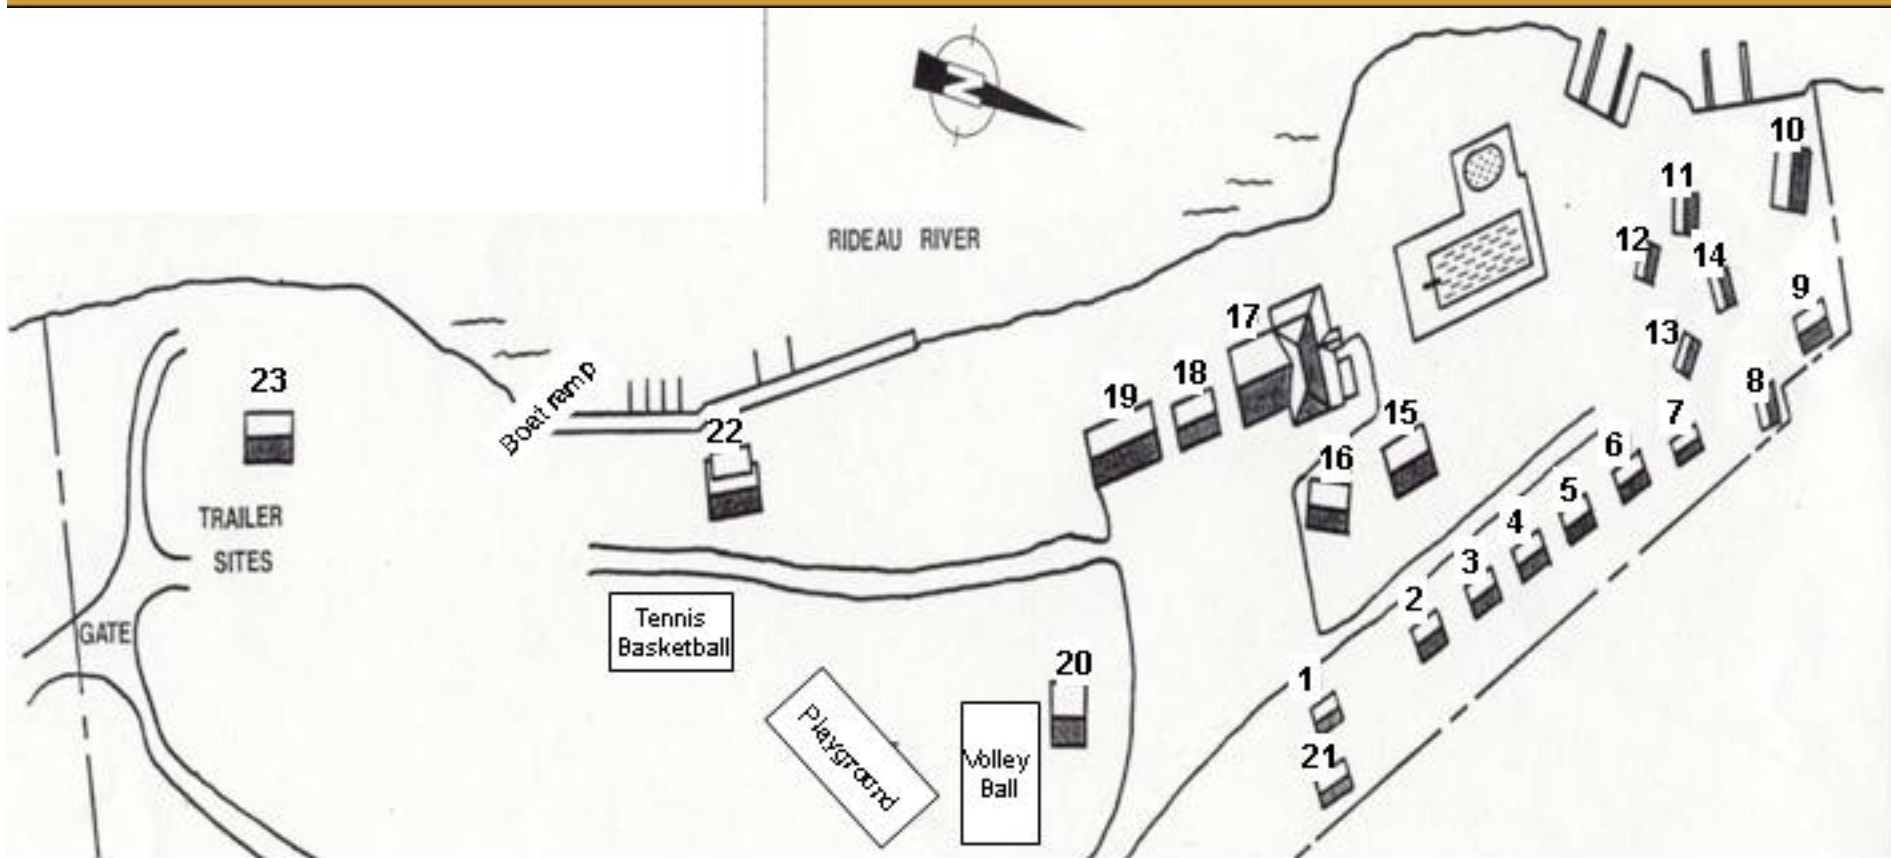 N
10
11
RIDEAU RIVER
12
14
9
17
13
23
Boat ramp
18
8
19
15
7
22
6
16
5
TRAILER
SITES
4
3
2
Tennis
Basketball
GATE
20
1
Playground
Volley
Ball
21